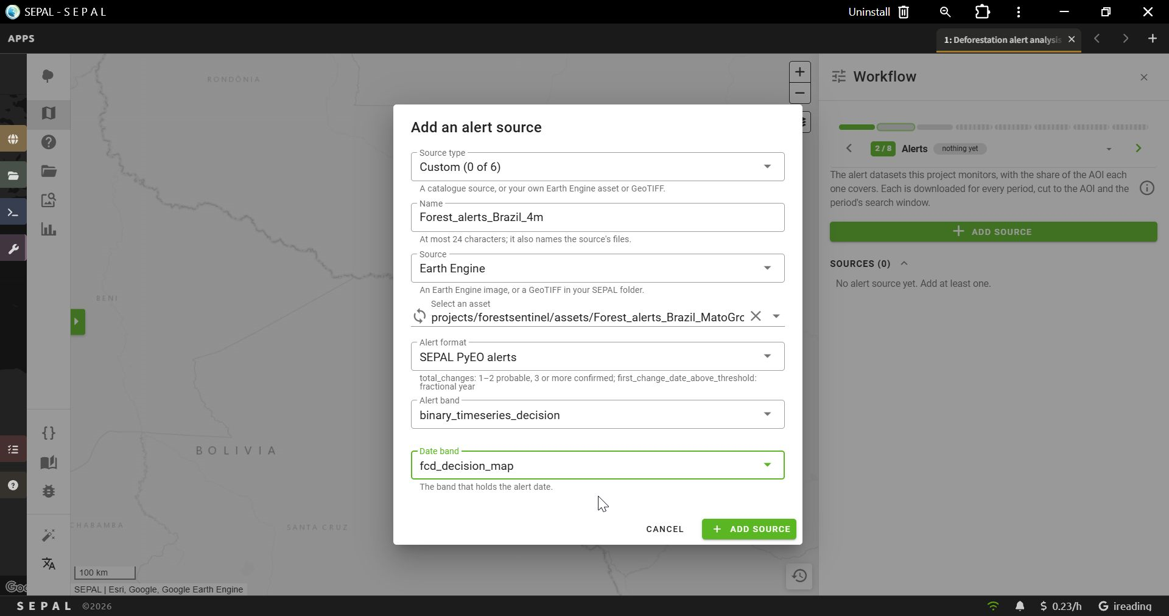 SEPAL - S E P A L
Uninstall
APPS
1: Deforestation alert analysis
RONDÔNIA
BENI
BOLIVIA
SANTA CRUZ
100 km
SEPAL | Esri, Google, Google Earth Engine
Add an alert source
Source type
Custom (0 of 6)
A catalogue source, or your own Earth Engine asset or GeoTIFF.
Name
Forest_alerts_Brazil_4m
At most 24 characters; it also names the source's files.
Source
Earth Engine
An Earth Engine image, or a GeoTIFF in your SEPAL folder.
Select an asset
projects/forestsentinel/assets/Forest_alerts_Brazil_MatoGro
Alert format
SEPAL PyEO alerts
total_changes: 1–2 probable, 3 or more confirmed; first_change_date_above_threshold:
fractional year
Alert band
binary_timeseries_decision
Date band
fcd_decision_map
The band that holds the alert date.
CANCEL
+ ADD SOURCE
Workflow
2 / 8 Alerts nothing yet
The alert datasets this project monitors, with the share of the AOI each
one covers. Each is downloaded for every period, cut to the AOI and the
period's search window.
+ ADD SOURCE
SOURCES (0)
No alert source yet. Add at least one.
S E P A L ©2026
$ 0.23/h
ireading